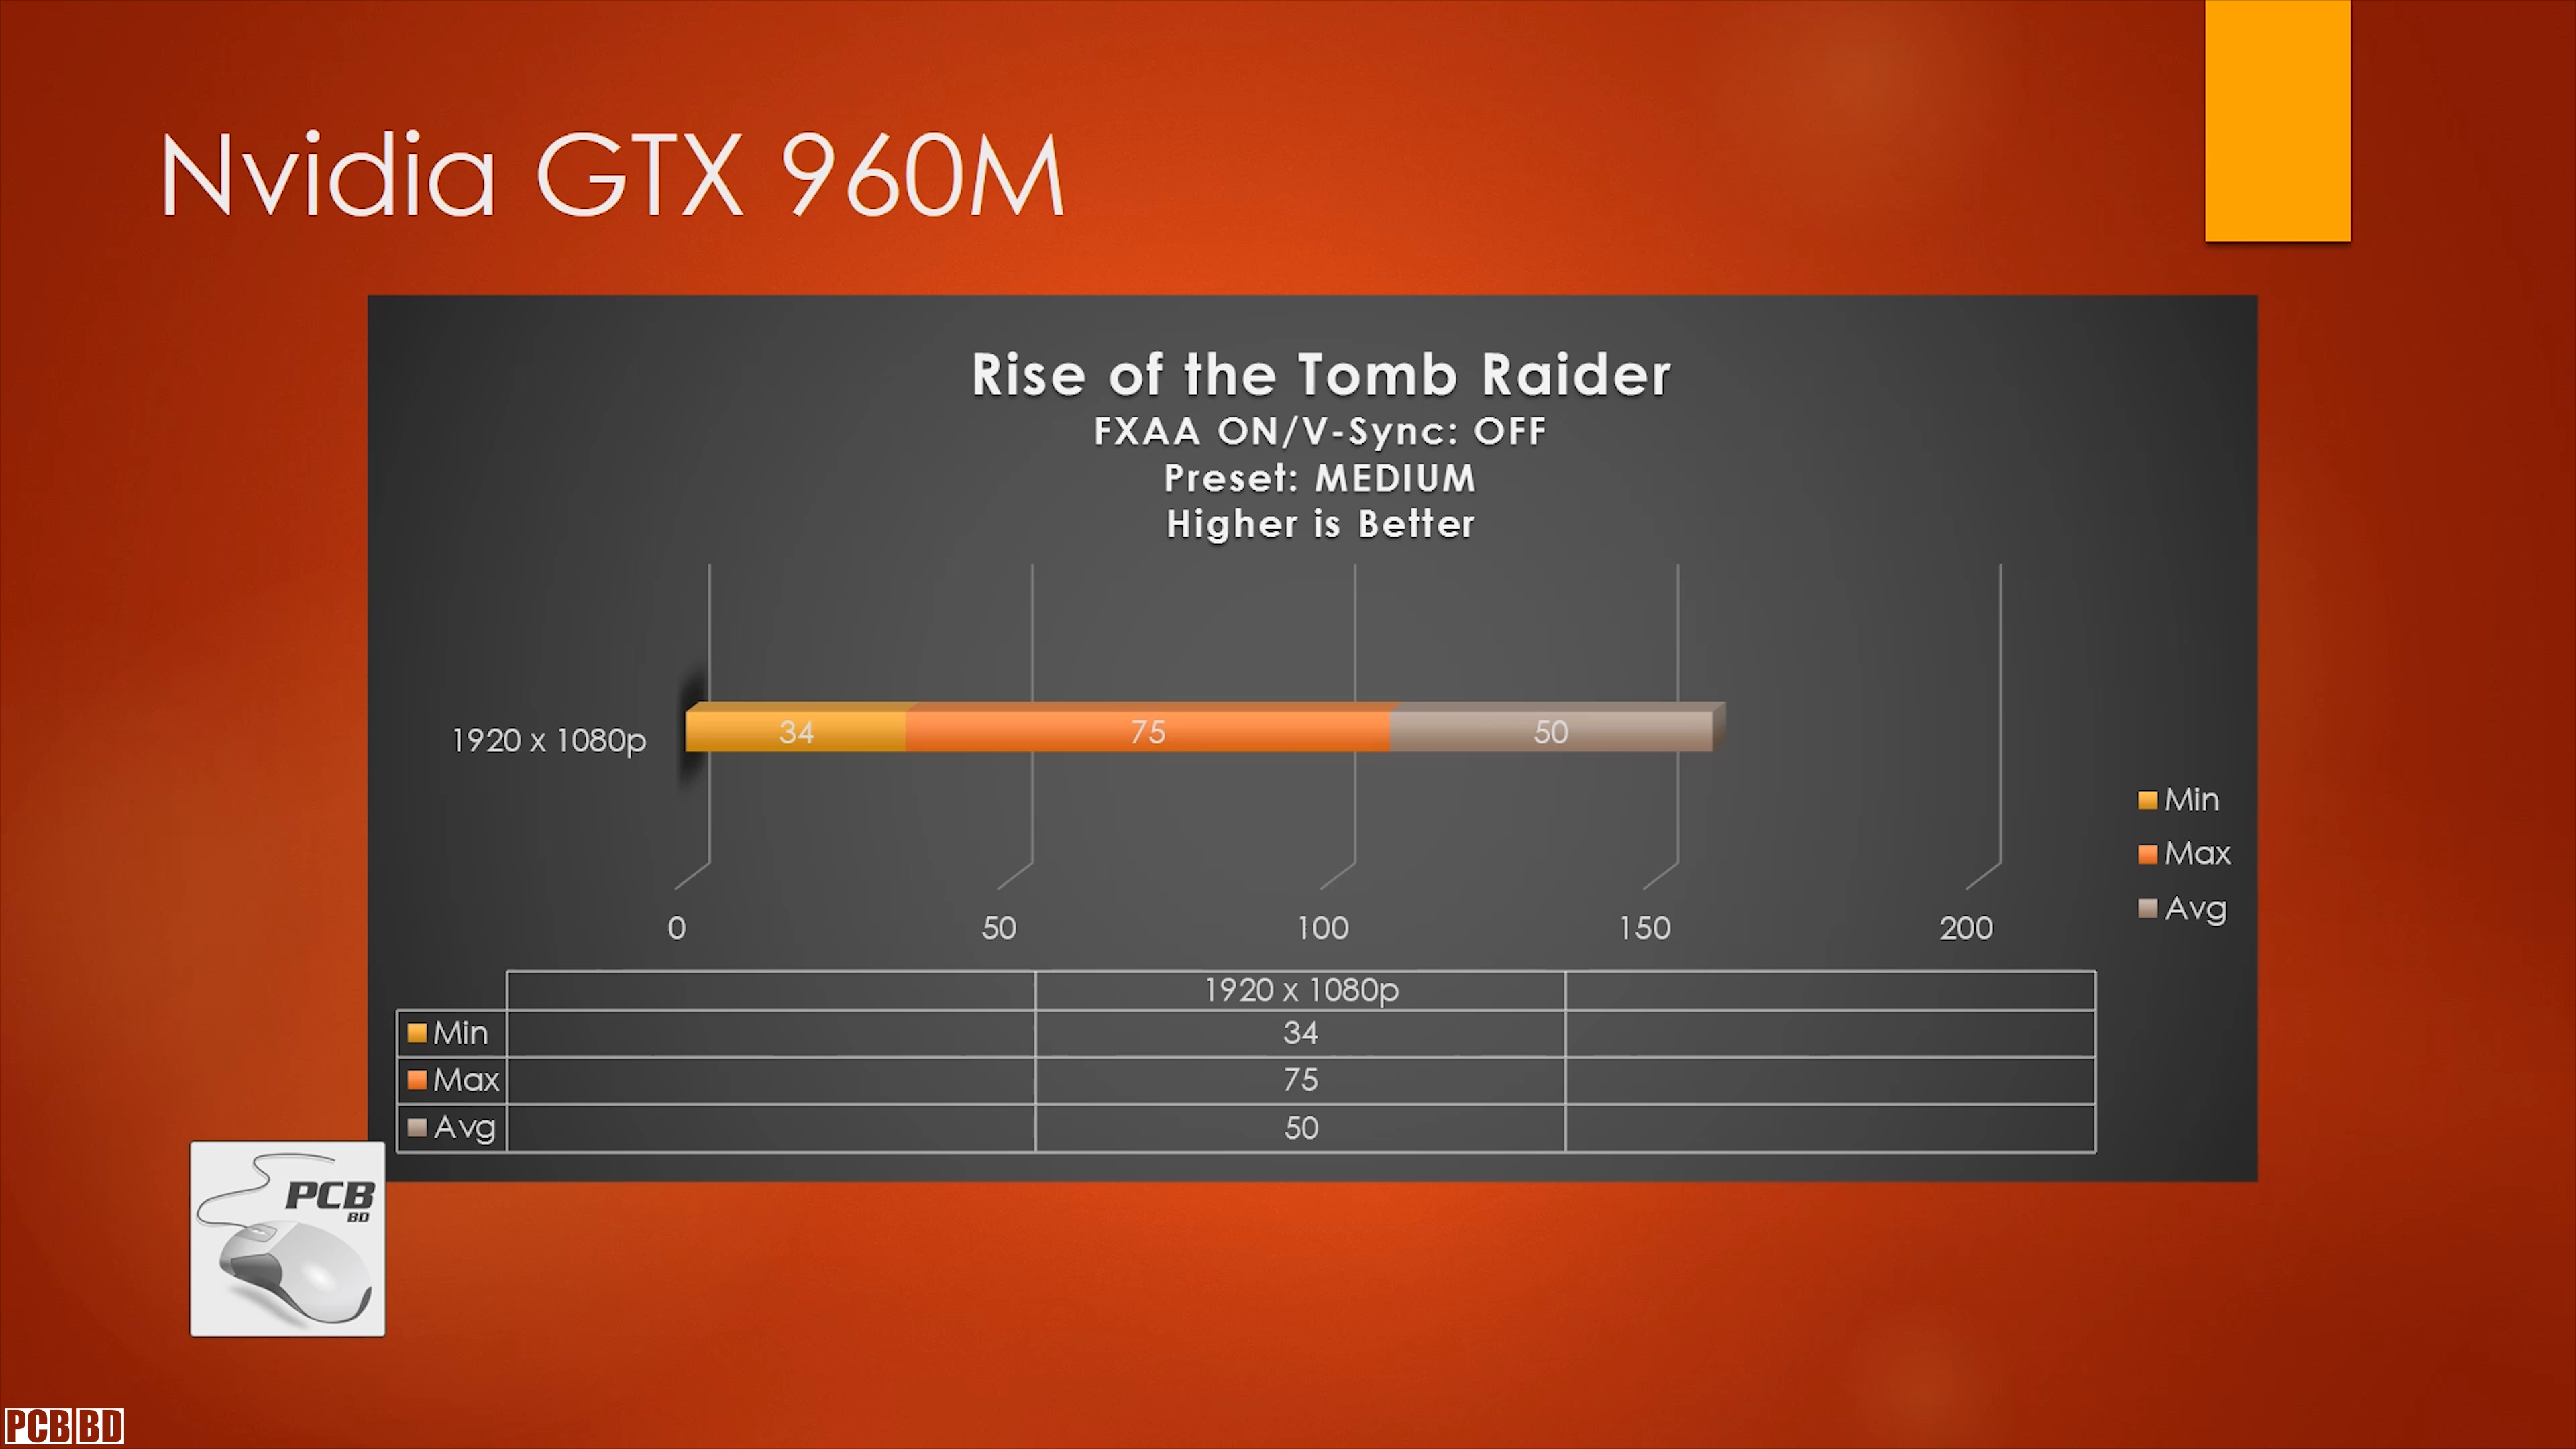 Nvidia GTX 960M
Rise of the Tomb Raider
FXAA ON/V-Sync: OFF
Preset: MEDIUM
Higher is Better
1920 x 1080p
34 75 50
Min
Max
Avg
0 50 100 150 200
1920 x 1080p
Min 34
Max 75
Avg 50
PCB
BD
PCB BD